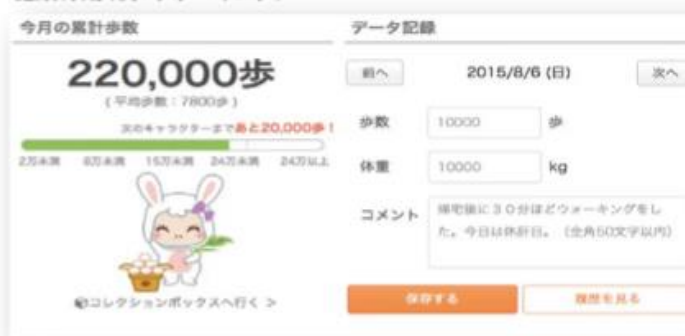 今月の累計歩数
220,000歩
(平均歩数:7800歩)
次のキャラクターまであと20,000歩!
2万未満 8万未満 15万未満 24万未満 24万以上
コレクションボックスへ行く >
データ記録
前へ 2015/8/6 (日) 次へ
歩数 10000 歩
体重 10000 kg
コメント 帰宅後に30分ほどウォーキングをし
た。今日は休肝日。(全角60文字以内)
保存する 履歴を見る